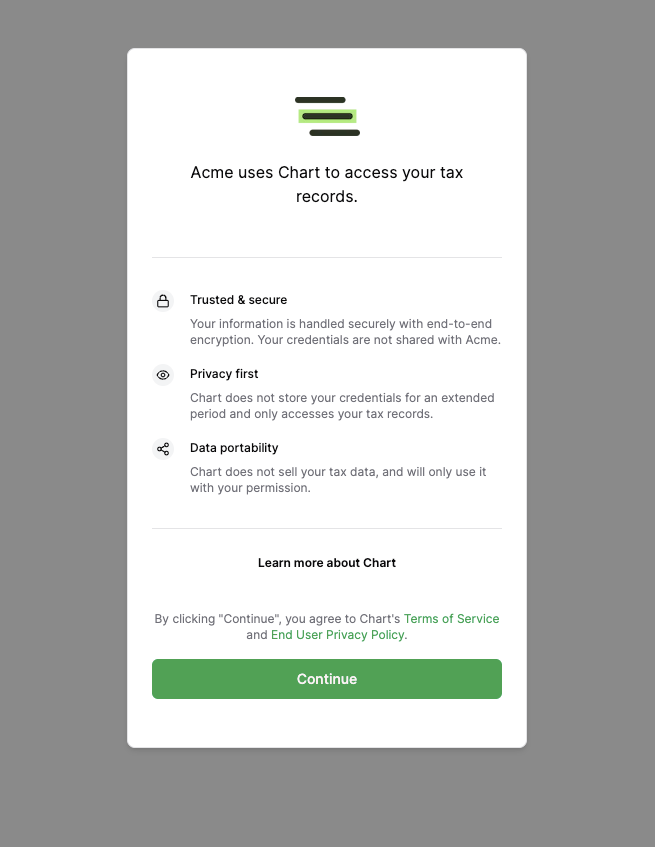 Acme uses Chart to access your tax
records.
Trusted & secure
Your information is handled securely with end-to-end
encryption. Your credentials are not shared with Acme.
Privacy first
Chart does not store your credentials for an extended
period and only accesses your tax records.
Data portability
Chart does not sell your tax data, and will only use it
with your permission.
Learn more about Chart
By clicking "Continue", you agree to Chart's Terms of Service
and End User Privacy Policy.
Continue